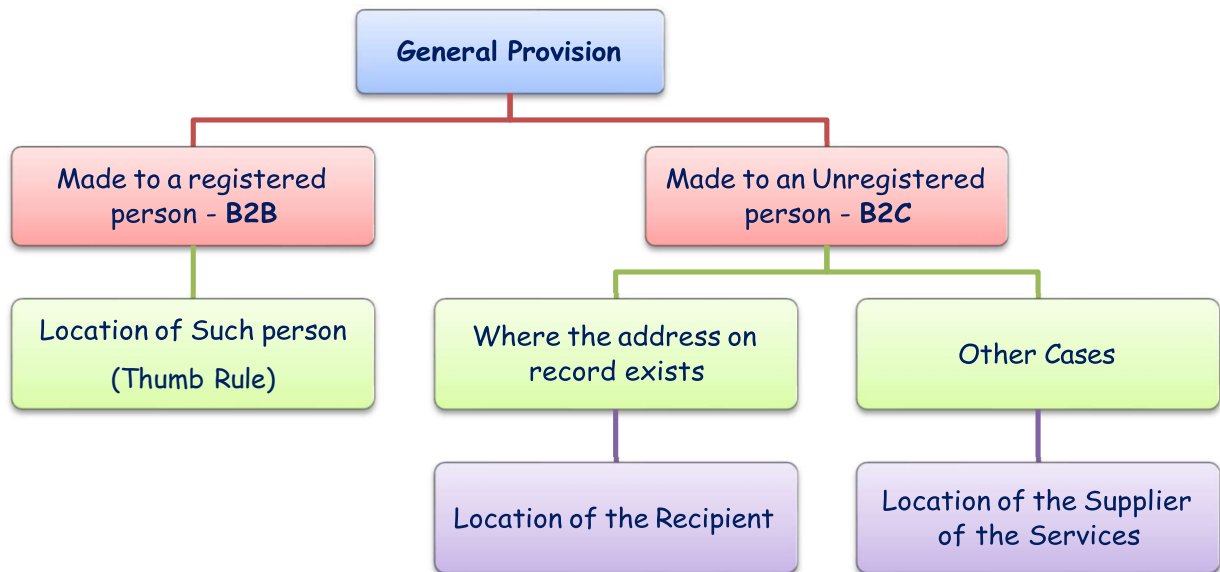 General Provision
Made to a registered
person - B2B
Made to an Unregistered
person - B2C
Location of Such person
(Thumb Rule)
Where the address on
record exists
Other Cases
Location of the Recipient
Location of the Supplier
of the Services